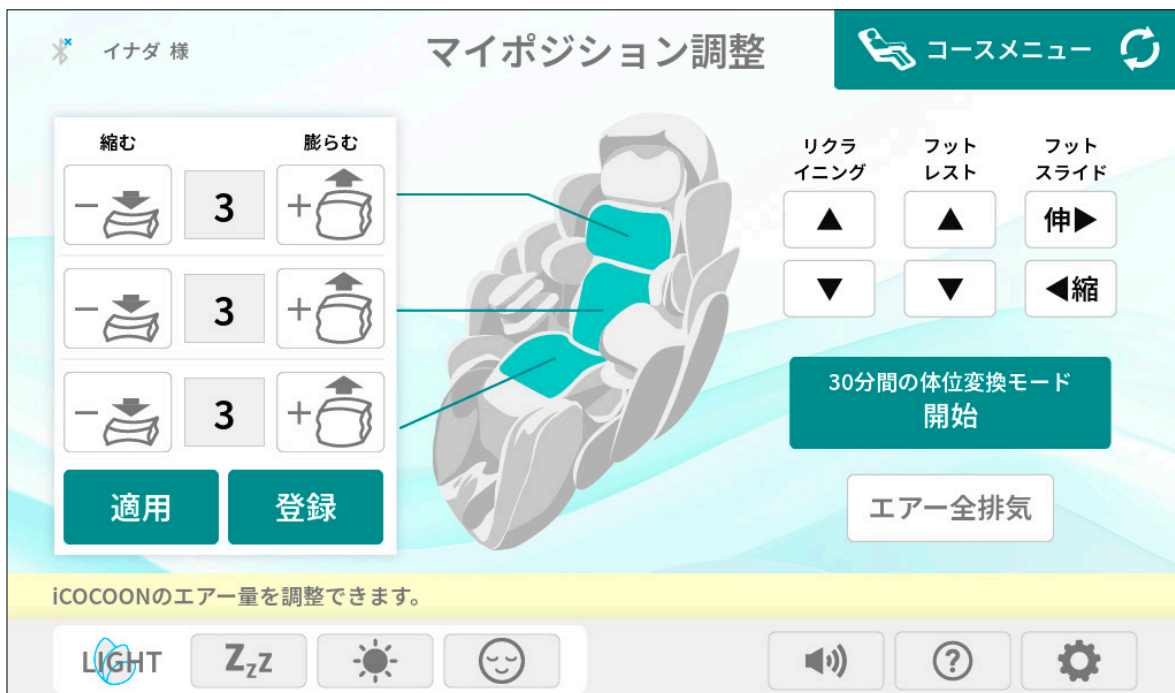 イナダ 様
マイポジション調整
コースメニュー
縮む
膨らむ
− 3 +
− 3 +
− 3 +
適用
登録
リクラ
イニング
フット
レスト
フット
スライド
▲
▲
伸▶
▼
▼
◀縮
30分間の体位変換モード
開始
エアー全排気
iCOCOONのエアー量を調整できます。
LIGHT
ZzZ
?